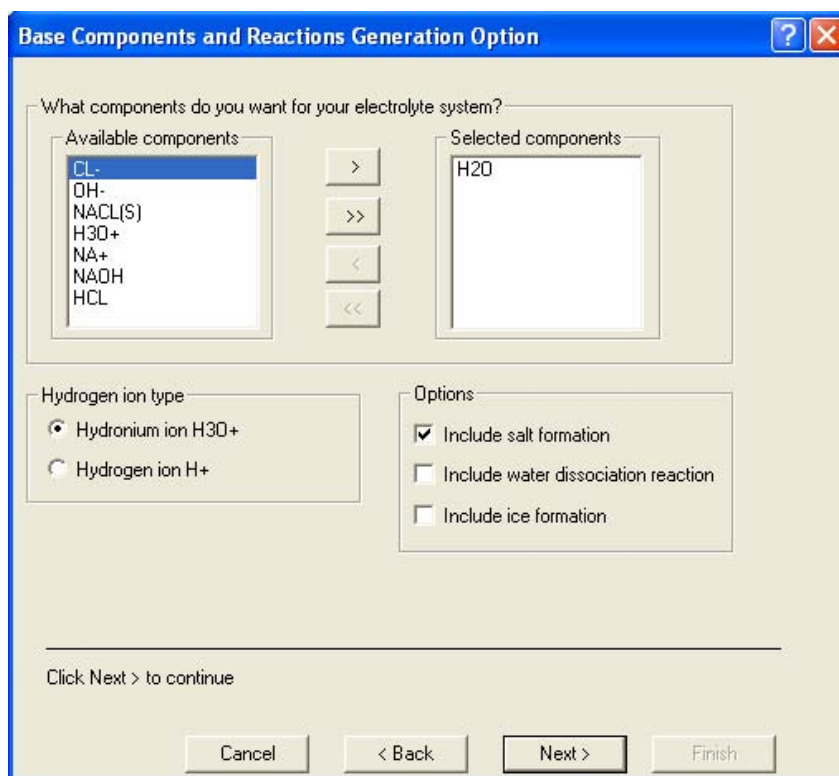 Base Components and Reactions Generation Option
?
What components do you want for your electrolyte system?
Available components
CL-
OH-
NACL(S)
H3O+
NA+
NAOH
HCL
>
>>
<
<<
Selected components
H2O
Hydrogen ion type
Hydronium ion H3O+
Hydrogen ion H+
Options
Include salt formation
Include water dissociation reaction
Include ice formation
Click Next > to continue
Cancel
< Back
Next >
Finish